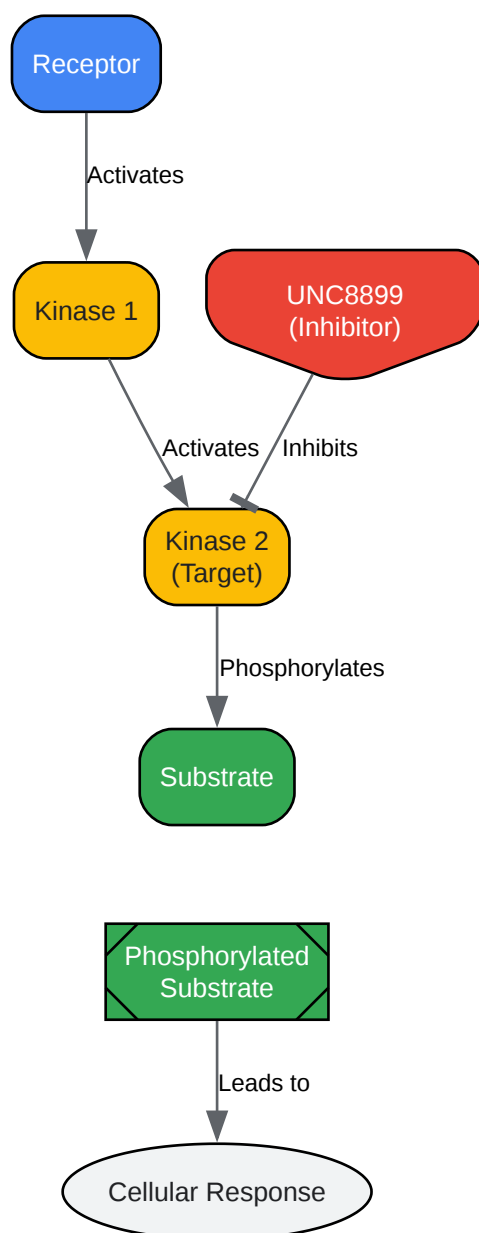 Receptor
Activates
Kinase 1
UNC8899
(Inhibitor)
Activates
Inhibits
Kinase 2
(Target)
Phosphorylates
Substrate
Phosphorylated
Substrate
Leads to
Cellular Response